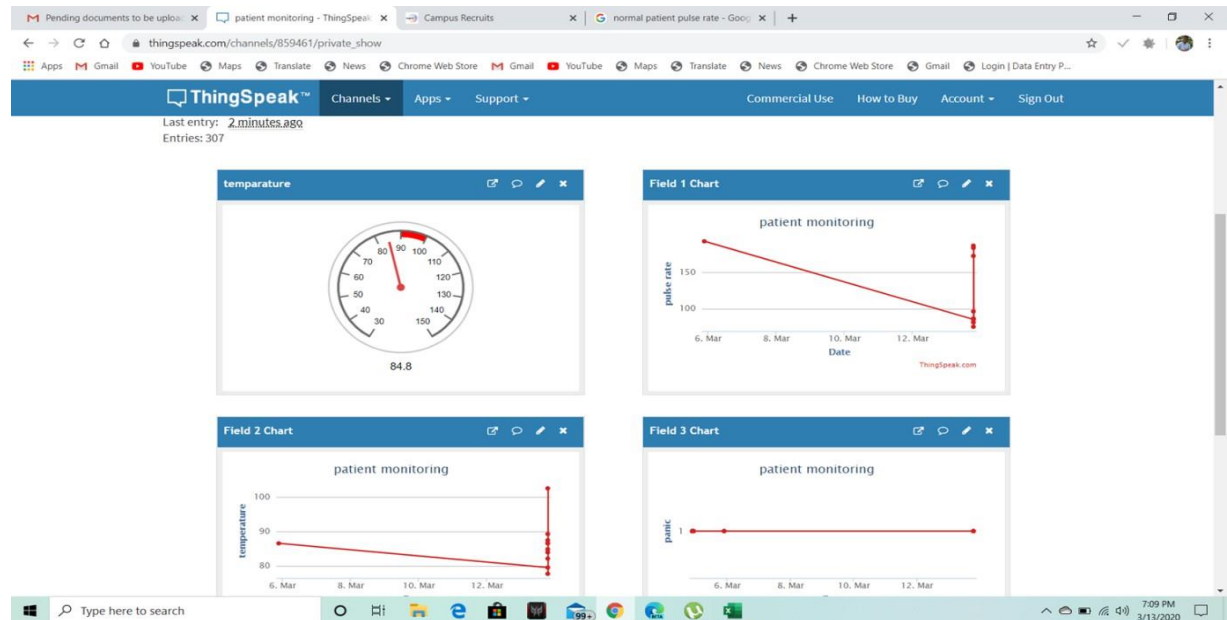 Pending documents to be uploa
patient monitoring - ThingSpeak
Campus Recruits
normal patient pulse rate - Goog
thingspeak.com/channels/859461/private_show
Apps Gmail YouTube Maps Translate News Chrome Web Store Gmail YouTube Maps Translate News Chrome Web Store Gmail Login | Data Entry P...
ThingSpeak™ Channels Apps Support Commercial Use How to Buy Account Sign Out
Last entry: 2 minutes ago
Entries: 307
temparature
30
40
50
60
70
80
90
100
110
120
130
140
150
84.8
Field 1 Chart
patient monitoring
pulse rate
150
100
6. Mar 8. Mar 10. Mar 12. Mar
Date
ThingSpeak.com
Field 2 Chart
patient monitoring
temperature
100
90
80
6. Mar 8. Mar 10. Mar 12. Mar
Field 3 Chart
patient monitoring
panic
1
6. Mar 8. Mar 10. Mar 12. Mar
Type here to search
99+
7:09 PM
3/13/2020